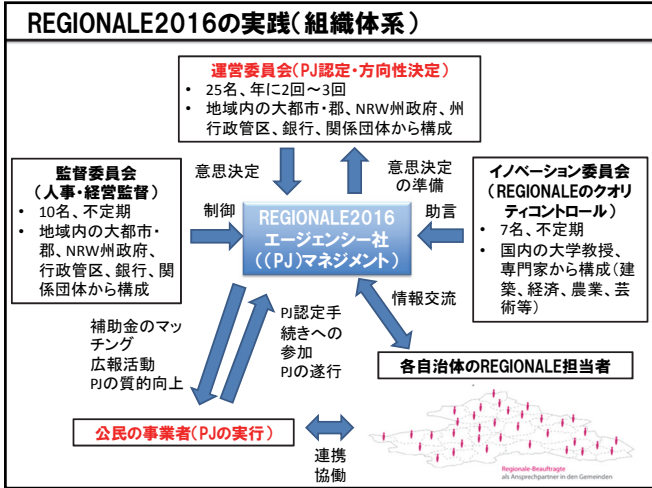 REGIONALE2016の実践(組織体系)
運営委員会(PJ認定・方向性決定)
• 25名、年に2回～3回
• 地域内の大都市・郡、NRW州政府、州
行政管区、銀行、関係団体から構成
監督委員会
(人事・経営監督)
• 10名、不定期
• 地域内の大都市・
郡、NRW州政府、
行政管区、銀行、関
係団体から構成
意思決定
意思決定
の準備
制御
REGIONALE2016
エージェンシー社
((PJ)マネジメント)
助言
イノベーション委員会
(REGIONALEのクオリ
ティコントロール)
• 7名、不定期
• 国内の大学教授、
専門家から構成(建
築、経済、農業、芸
術等)
補助金のマッ
チング
広報活動
PJの質的向上
PJ認定手
続きへの
参加
PJの遂行
情報交流
各自治体のREGIONALE担当者
公民の事業者(PJの実行)
連携
協働
Regionale-Beauftragte
als Ansprechpartner in den Gemeinden